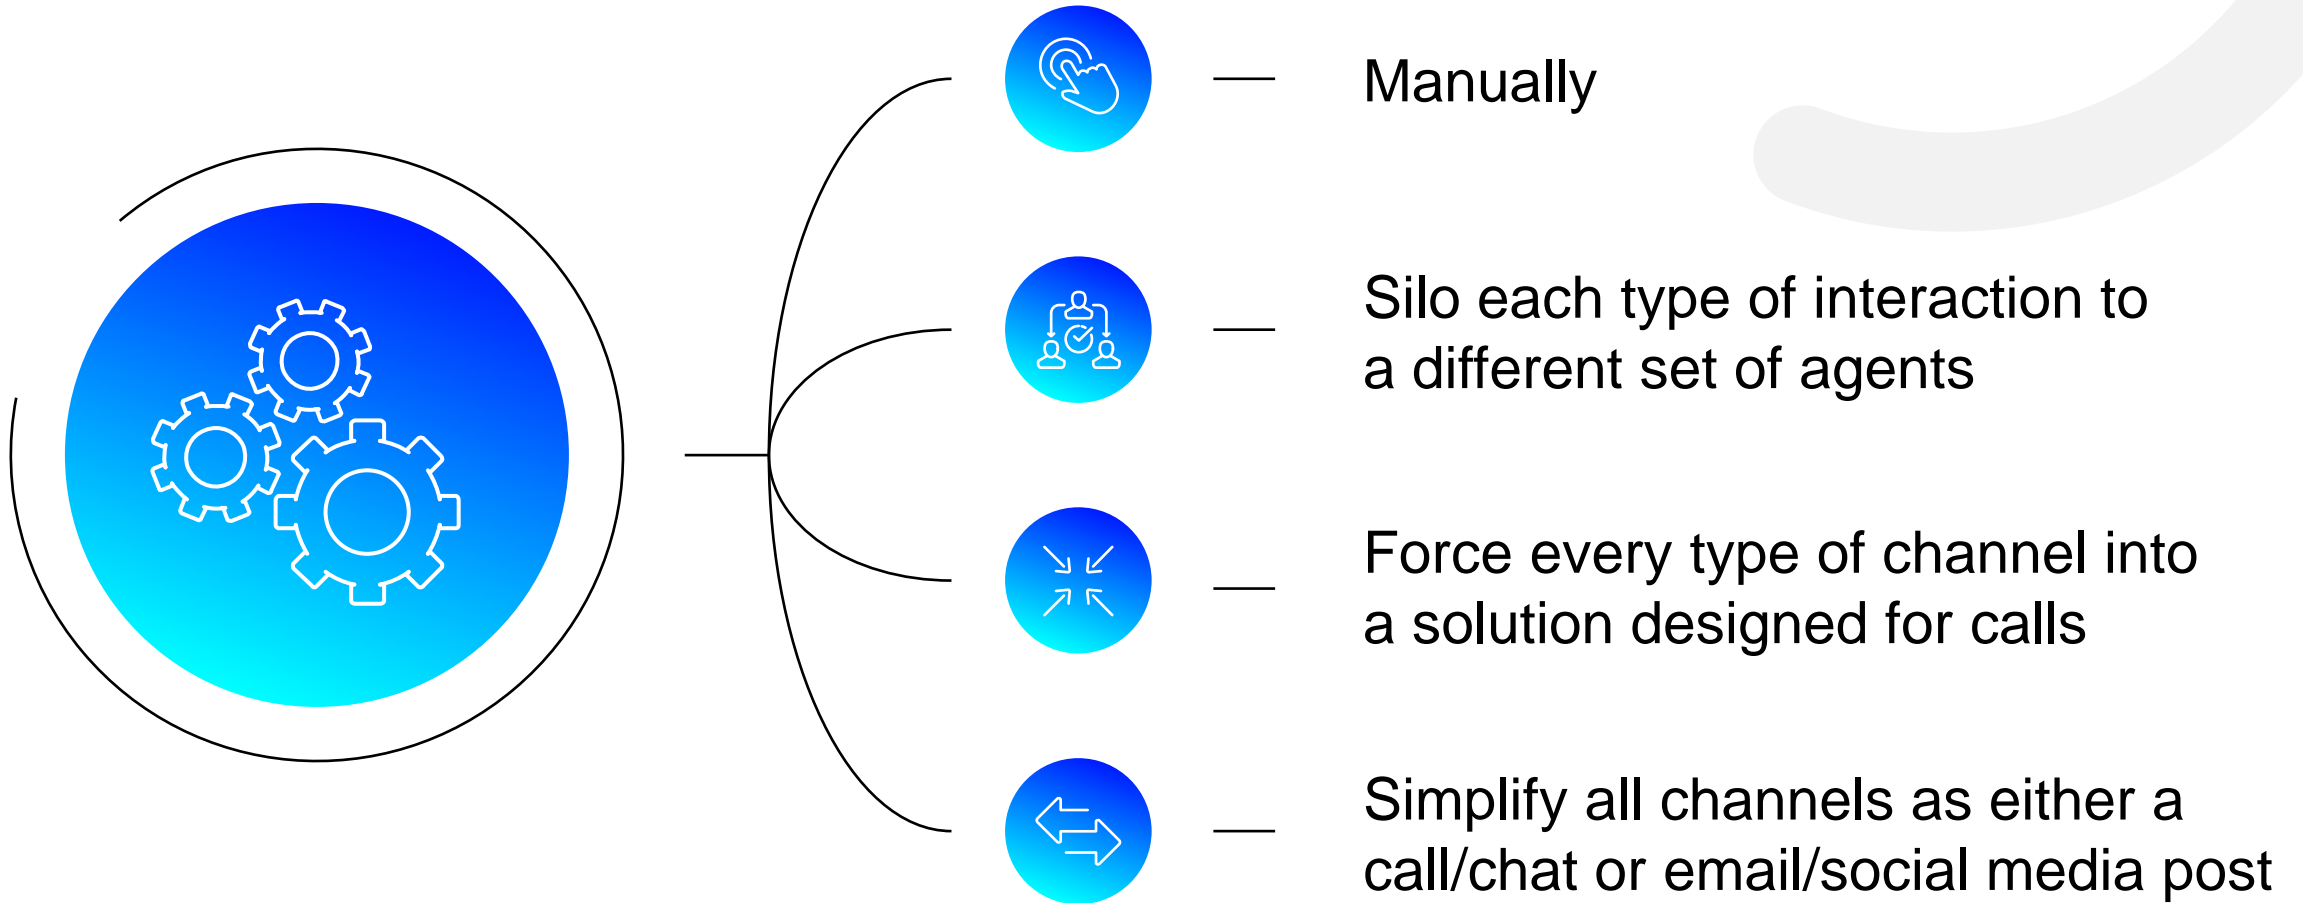 Manually
Silo each type of interaction to
a different set of agents
Force every type of channel into
a solution designed for calls
Simplify all channels as either a
call/chat or email/social media post